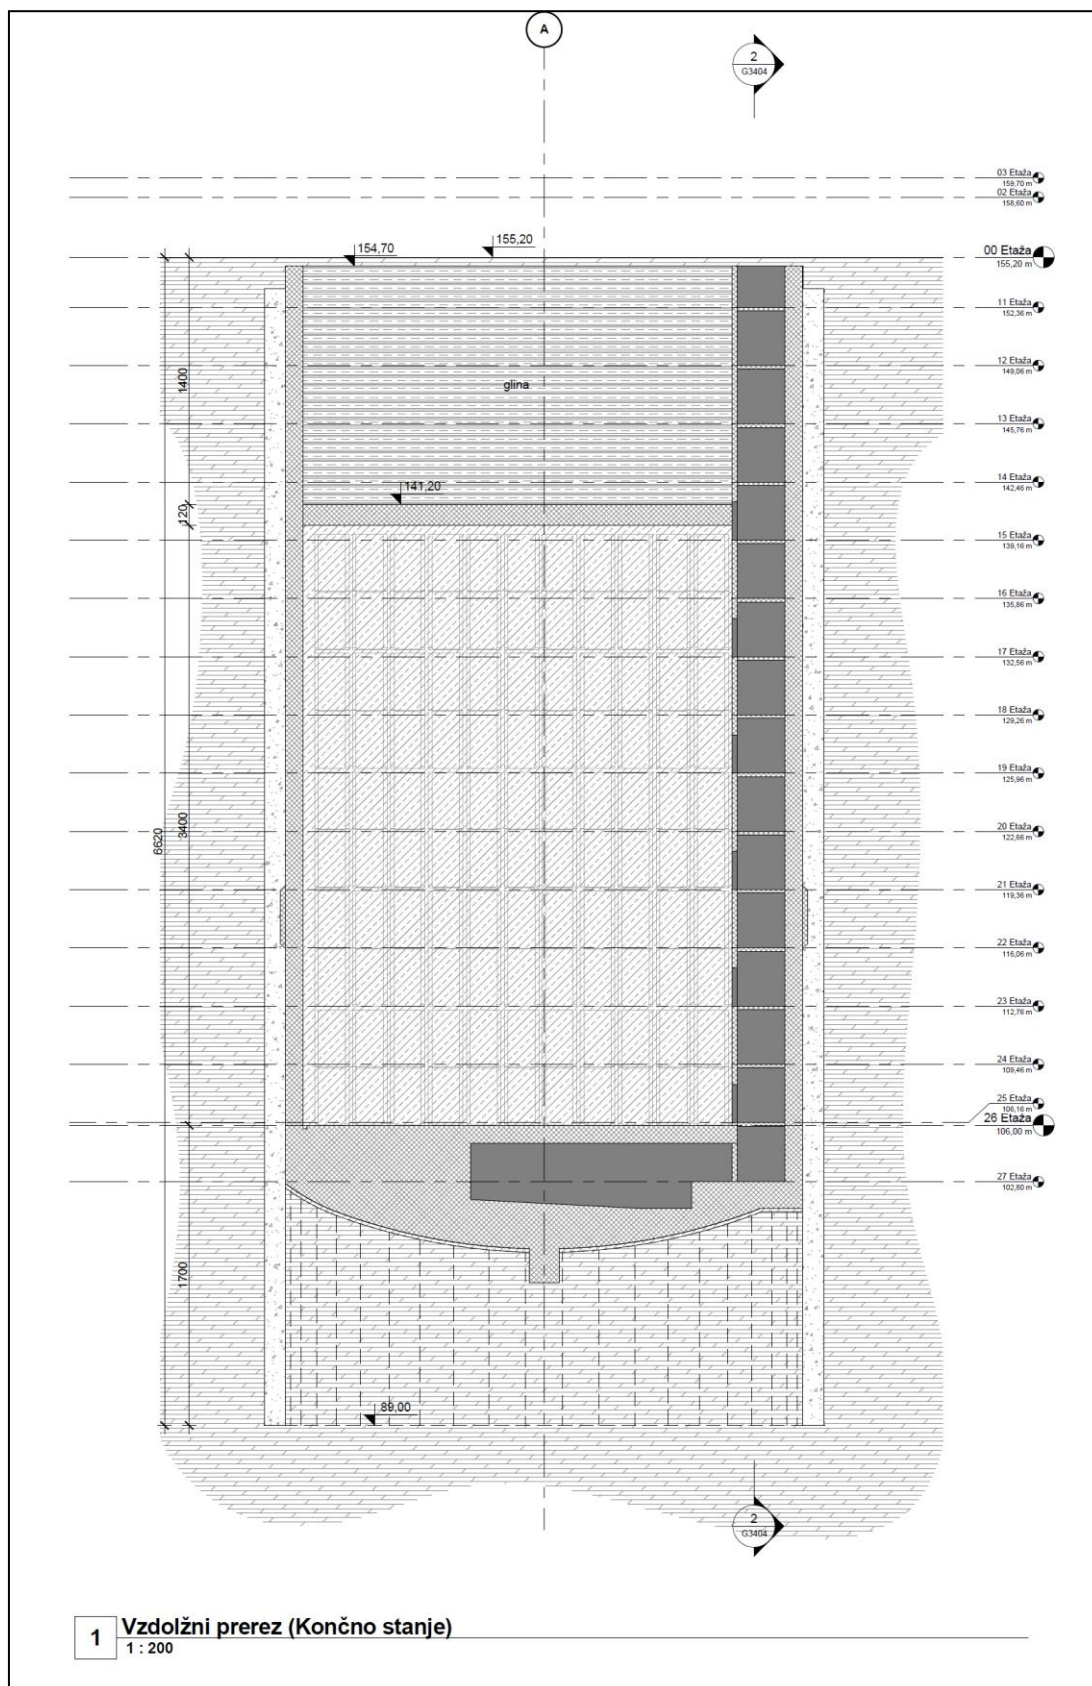 A
2
G3404
03 Etaža
159,70 m
02 Etaža
158,60 m
155,20
154,70
00 Etaža
155,20 m
11 Etaža
152,36 m
12 Etaža
149,06 m
1400
glina
13 Etaža
145,76 m
14 Etaža
142,46 m
141,20
120
15 Etaža
139,16 m
16 Etaža
135,86 m
17 Etaža
132,56 m
18 Etaža
129,26 m
19 Etaža
125,96 m
3400
6620
20 Etaža
122,66 m
21 Etaža
119,36 m
22 Etaža
116,06 m
23 Etaža
112,76 m
24 Etaža
109,46 m
25 Etaža
106,16 m
26 Etaža
106,00 m
27 Etaža
102,80 m
1700
89,00
2
G3404
1 Vzdolžni prerez (Končno stanje)
1 : 200